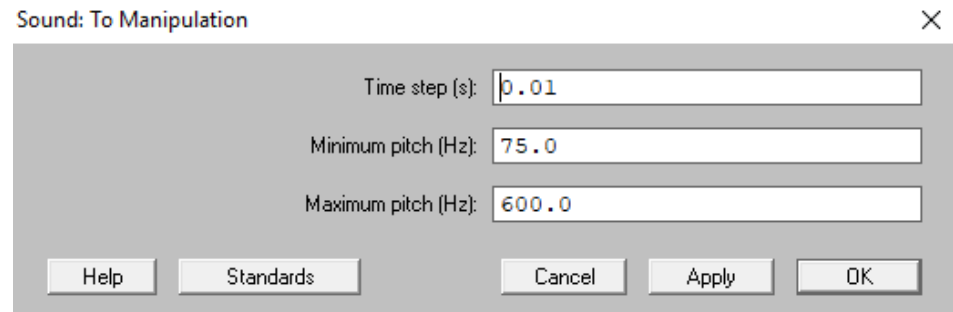 Sound: To Manipulation
Time step (s): 0.01
Minimum pitch (Hz): 75.0
Maximum pitch (Hz): 600.0
Help Standards Cancel Apply OK